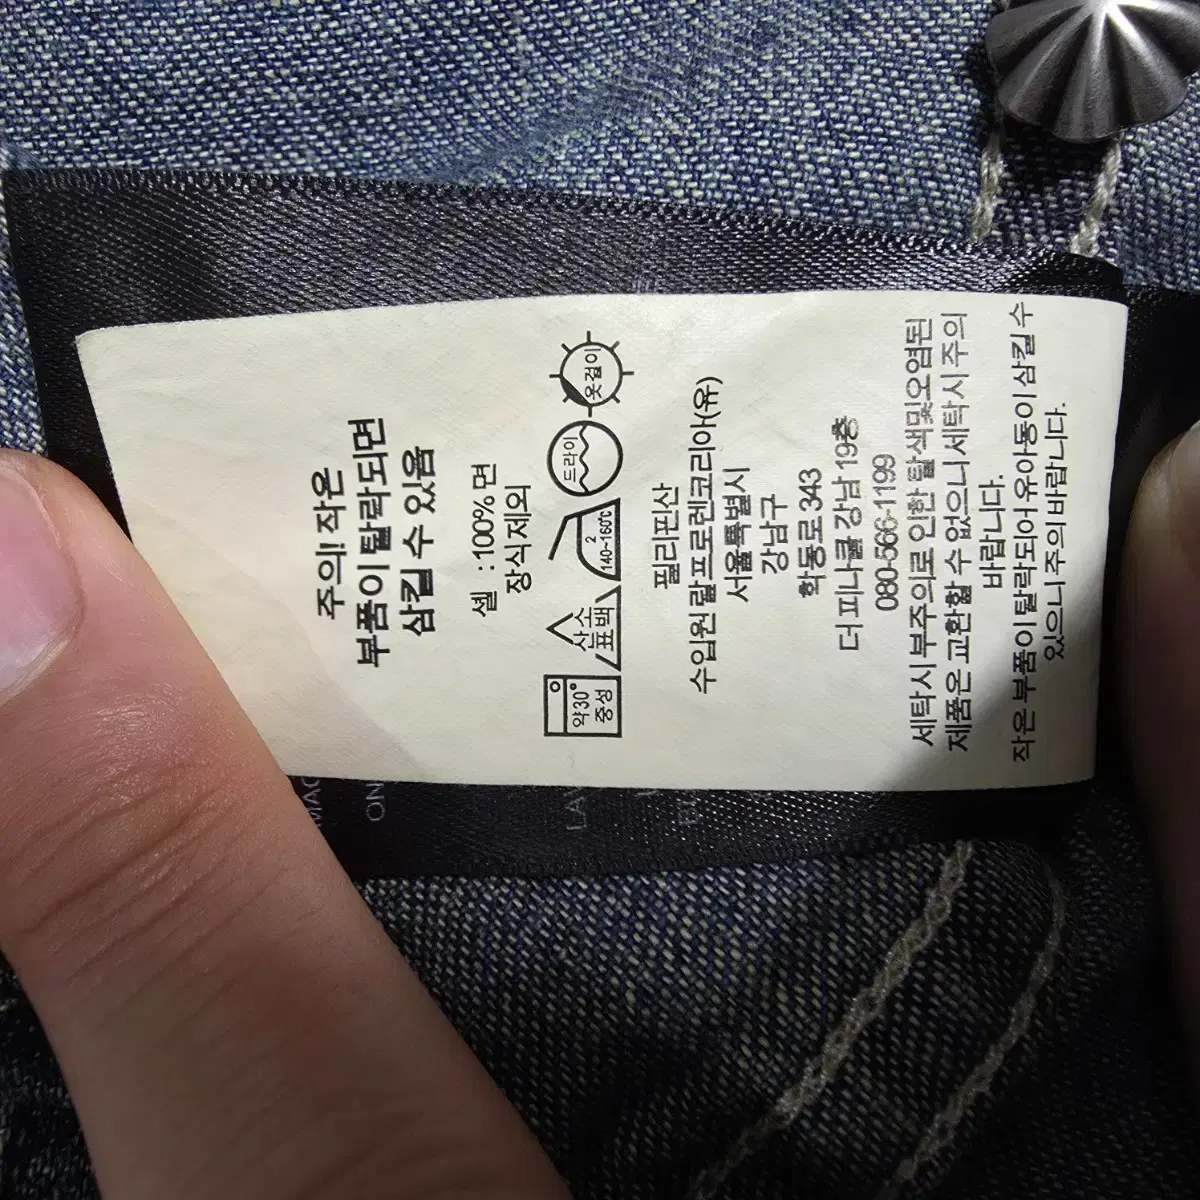 주의! 작은
부품이 탈락되면
삼킬 수 있음
셸 : 100% 면
장식 제외
약30° 중성
산소 표백
2 140~160℃
드라이
옷걸이
필리핀산
수입원 랄프로렌코리아(유)
서울특별시
강남구
학동로 343
더 피나클 강남 19층
080-566-1199
세탁시 부주의로 인한 탈색및오염된
제품은 교환할 수 없으니 세탁시 주의
바랍니다.
작은 부품이 탈락되어 유아동이 삼킬 수
있으니 주의 바랍니다.
ON